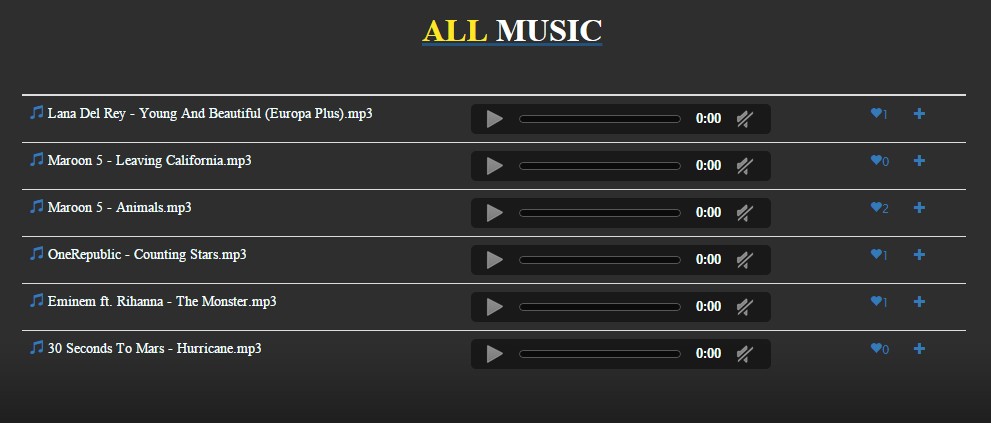 ALL MUSIC
Lana Del Rey - Young And Beautiful (Europa Plus).mp3 0:00 1
Maroon 5 - Leaving California.mp3 0:00 0
Maroon 5 - Animals.mp3 0:00 2
OneRepublic - Counting Stars.mp3 0:00 1
Eminem ft. Rihanna - The Monster.mp3 0:00 1
30 Seconds To Mars - Hurricane.mp3 0:00 0